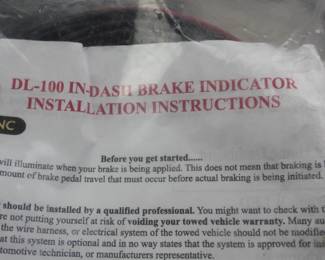 DL-100 IN-DASH BRAKE INDICATOR
INSTALLATION INSTRUCTIONS
NC
Before you get started......
will illuminate when your brake is being applied. This does not mean that braking is
mount of brake pedal travel that must occur before actual braking is being initiated.
should be installed by a qualified professional. You might want to check with
re not putting yourself at risk of voiding your towed vehicle warranty. Many au
the wire harness, or electrical system of the towed vehicle should not be modified
at this system is optional and in no way states that the system is approved for
tomotive technician, or manufacturers representative.